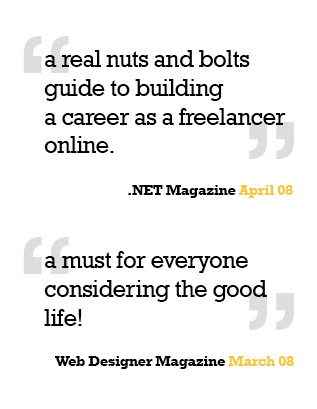 a real nuts and bolts
guide to building
a career as a freelancer
online.
.NET Magazine April 08
a must for everyone
considering the good
life!
Web Designer Magazine March 08